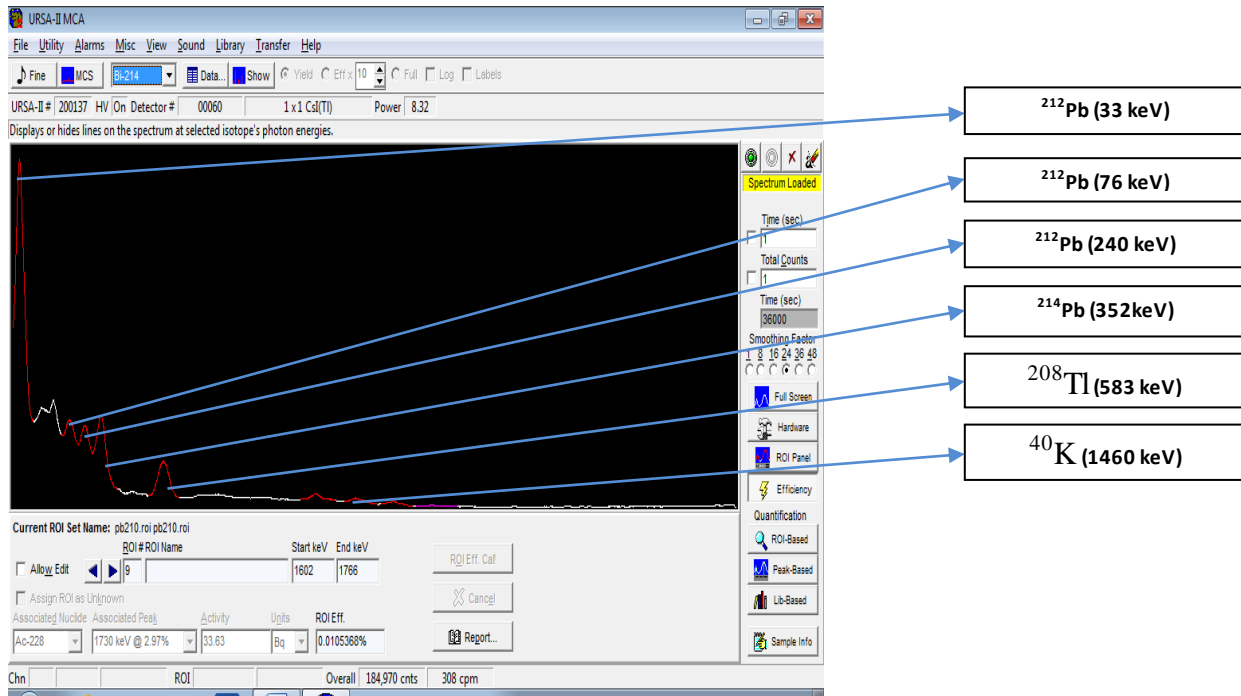 URSA-II MCA
File Utility Alarms Misc View Sound Library Transfer Help
Fine MCS Bi-214 Data... Show Yield Eff x 10 Full Log Labels
URSA-II # 200137 HV On Detector # 00060 1 x 1 CsI(Tl) Power 8.32
Displays or hides lines on the spectrum at selected isotope's photon energies.
Spectrum Loaded
Time (sec)
1
Total Counts
1
Time (sec)
36000
Smoothing Factor
1 8 16 24 36 48
Full Screen
Hardware
ROI Panel
Efficiency
Quantification
ROI-Based
Peak-Based
Lib-Based
Sample Info
²¹²Pb (33 keV)
²¹²Pb (76 keV)
²¹²Pb (240 keV)
²¹⁴Pb (352keV)
²⁰⁸Tl (583 keV)
⁴⁰K (1460 keV)
Current ROI Set Name: pb210.roi pb210.roi
ROI # ROI Name Start keV End keV
Allow Edit 9 1602 1766
ROI Eff. Cal!
Assign ROI as Unknown
Cancel
Associated Nuclide Associated Peak Activity Units ROI Eff.
Ac-228 1730 keV @ 2.97% 33.63 Bq 0.0105368%
Report...
Chn ROI Overall 184,970 cnts 308 cpm